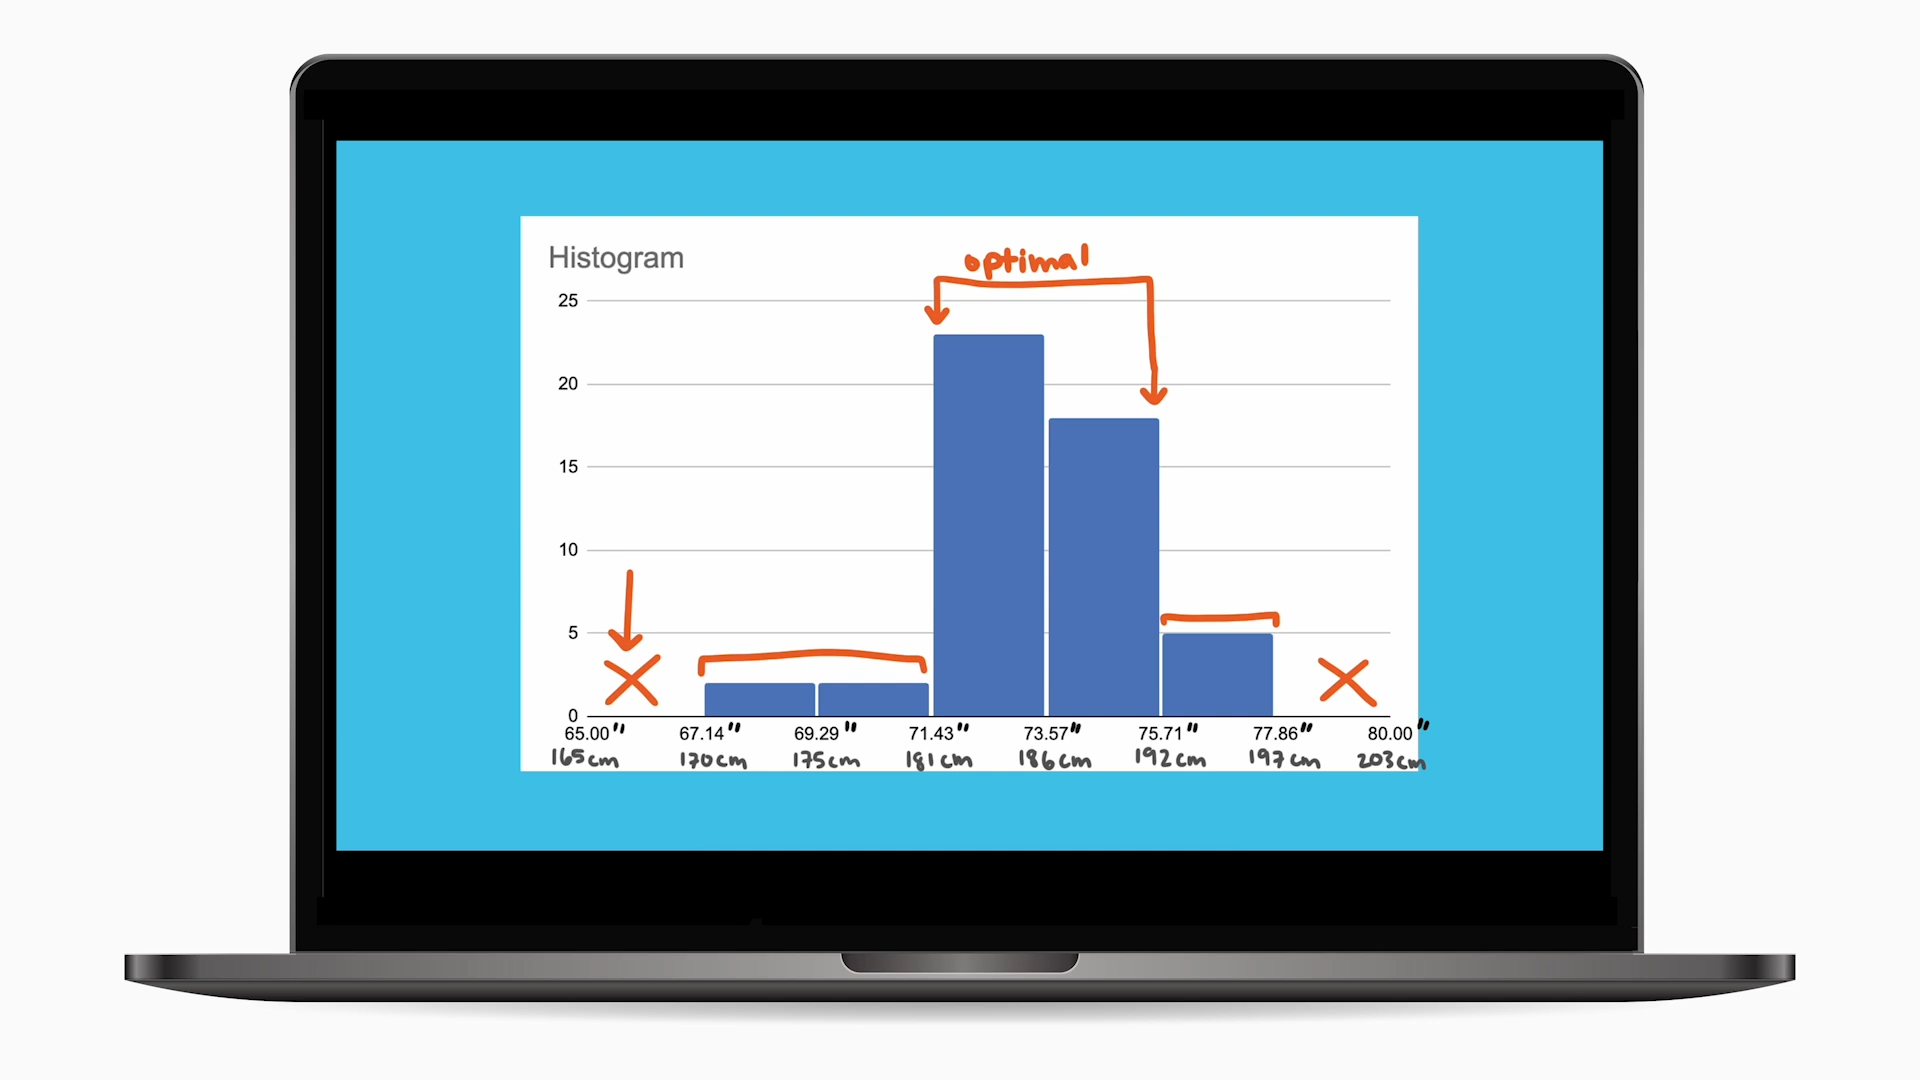 Histogram
optimal
25
20
15
10
5
0
65.00" 67.14" 69.29" 71.43" 73.57" 75.71" 77.86" 80.00"
165cm 170cm 175cm 181cm 186cm 192cm 197cm 203cm